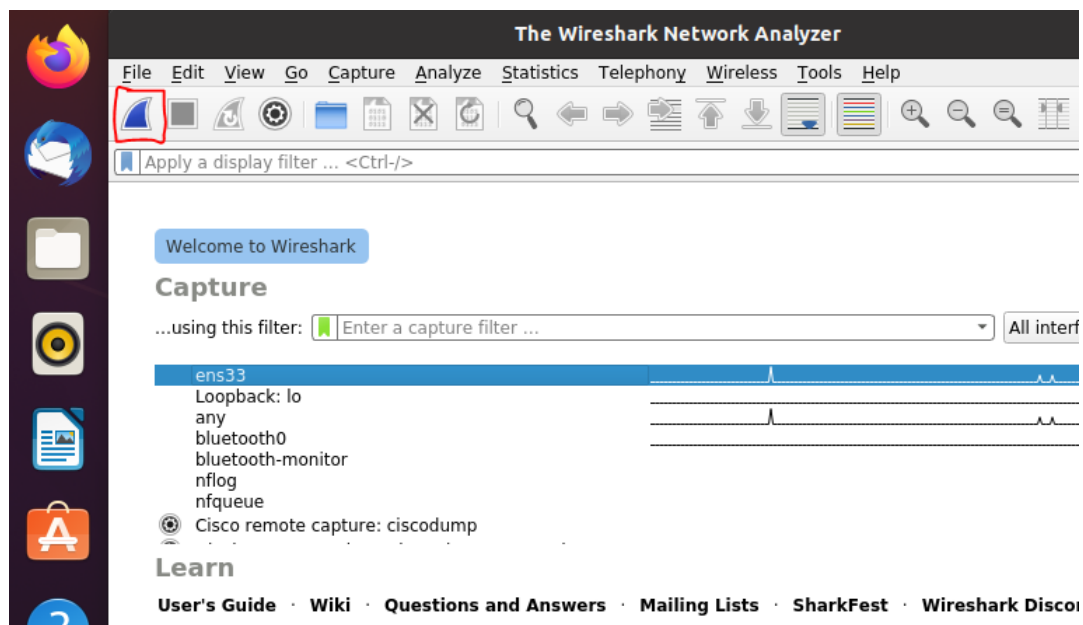 The Wireshark Network Analyzer
File Edit View Go Capture Analyze Statistics Telephony Wireless Tools Help
Apply a display filter ... <Ctrl-/>
Welcome to Wireshark
Capture
...using this filter: Enter a capture filter ... All interf
ens33
Loopback: lo
any
bluetooth0
bluetooth-monitor
nflog
nfqueue
Cisco remote capture: ciscodump
Learn
User's Guide · Wiki · Questions and Answers · Mailing Lists · SharkFest · Wireshark Discor